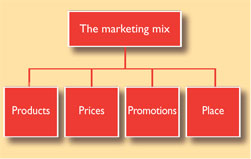 The marketing mix
Products
Prices
Promotions
Place